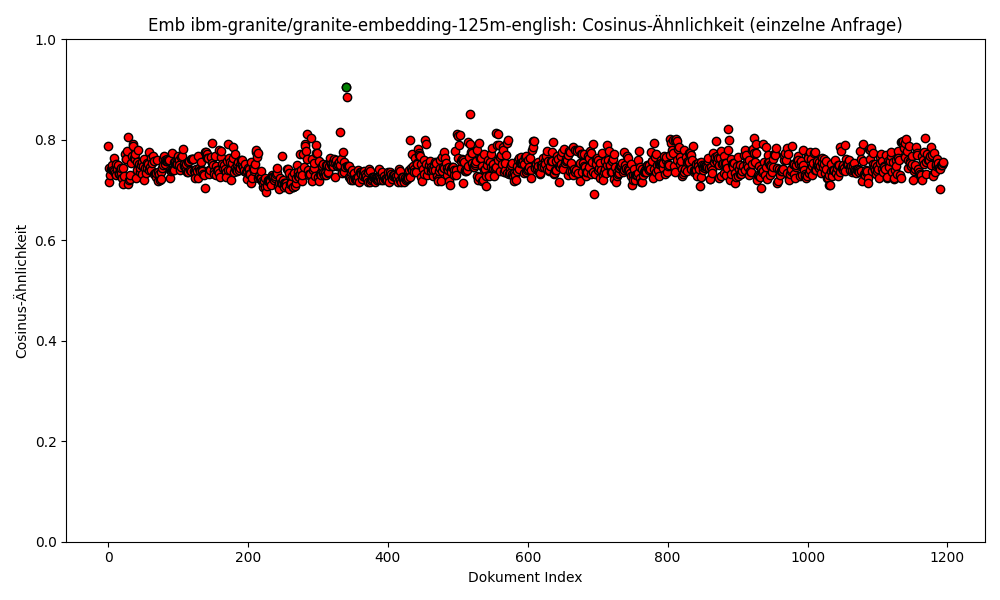 Emb ibm-granite/granite-embedding-125m-english: Cosinus-Ähnlichkeit (einzelne Anfrage)
Cosinus-Ähnlichkeit
1.0
0.8
0.6
0.4
0.2
0.0
0 200 400 600 800 1000 1200
Dokument Index